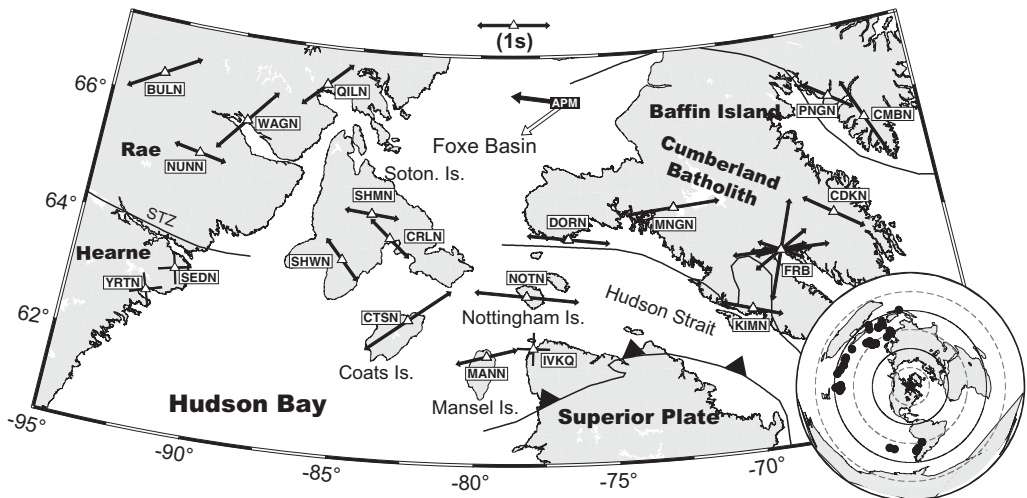 (1s)
66°
BULN
QILN
APM
Baffin Island
PNGN
CMBN
WAGN
Foxe Basin
Rae
NUNN
Cumberland
Batholith
Soton. Is.
64°
SHMN
CDKN
STZ
DORN
MNGN
CRLN
Hearne
SHWN
FRB
YRTN
SEDN
NOTN
62°
CTSN
Nottingham Is.
Hudson Strait
KIMN
IVKQ
Coats Is.
MANN
Hudson Bay
Mansel Is.
Superior Plate
-95°
-90°
-85°
-80°
-75°
-70°